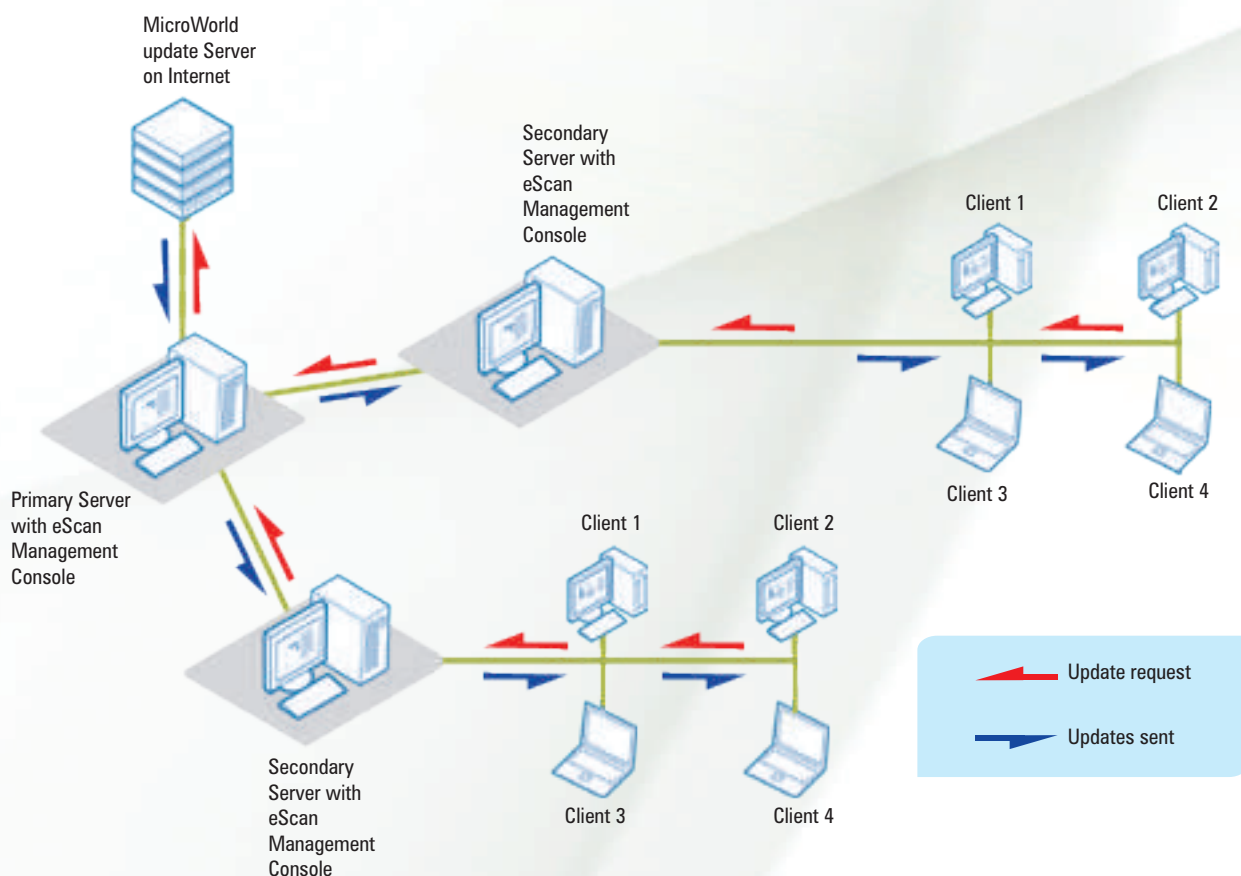 MicroWorld
update Server
on Internet
Secondary
Server with
eScan
Management
Console
Client 1
Client 2
Client 3
Client 4
Primary Server
with eScan
Management
Console
Client 1
Client 2
Client 3
Client 4
Secondary
Server with
eScan
Management
Console
Update request
Updates sent